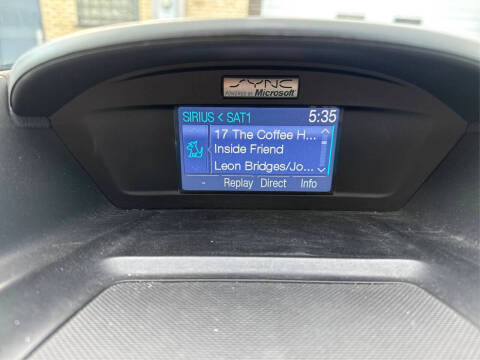 SYNC
POWERED BY Microsoft
SIRIUS < SAT1 5:35
17 The Coffee H...
Inside Friend
Leon Bridges/Jo...
- Replay Direct Info